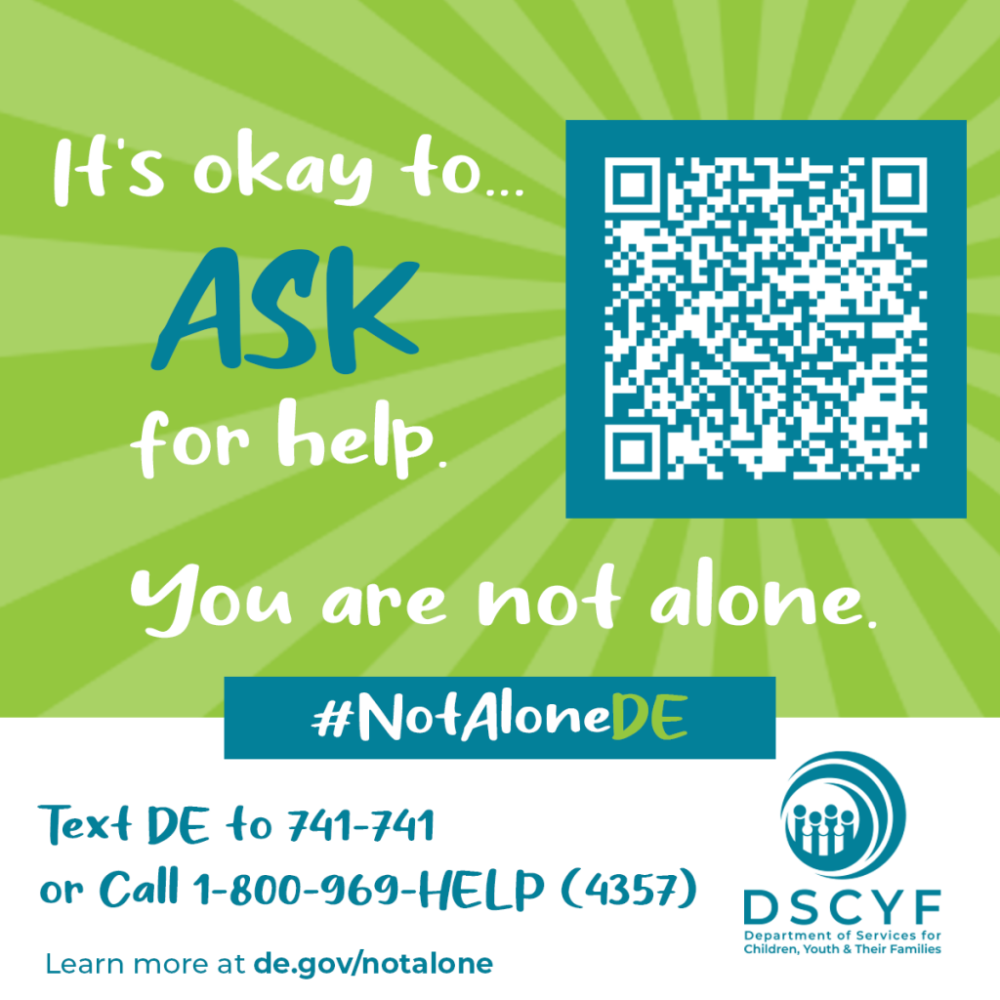 It's okay to...
ASK
for help.
You are not alone.
#NotAloneDE
Text DE to 741-741
or Call 1-800-969-HELP (4357)
Learn more at de.gov/notalone
DSCYF
Department of Services for
Children, Youth & Their Families